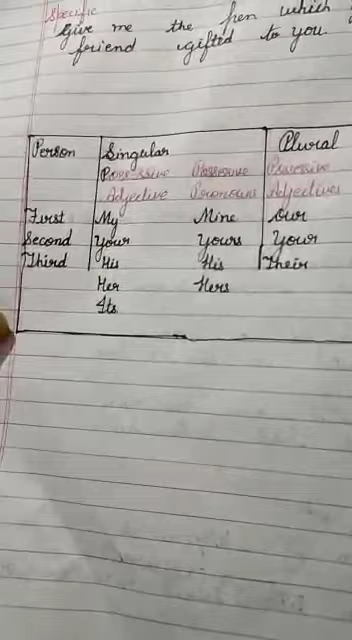 specific
Give me the pen which
friend gifted to you
Person Singular Plural
Possessive Possessive Possessive
Adjective Pronouns Adjectives
First My Mine Our
Second Your Yours Your
Third His His Their
Her Hers
Its